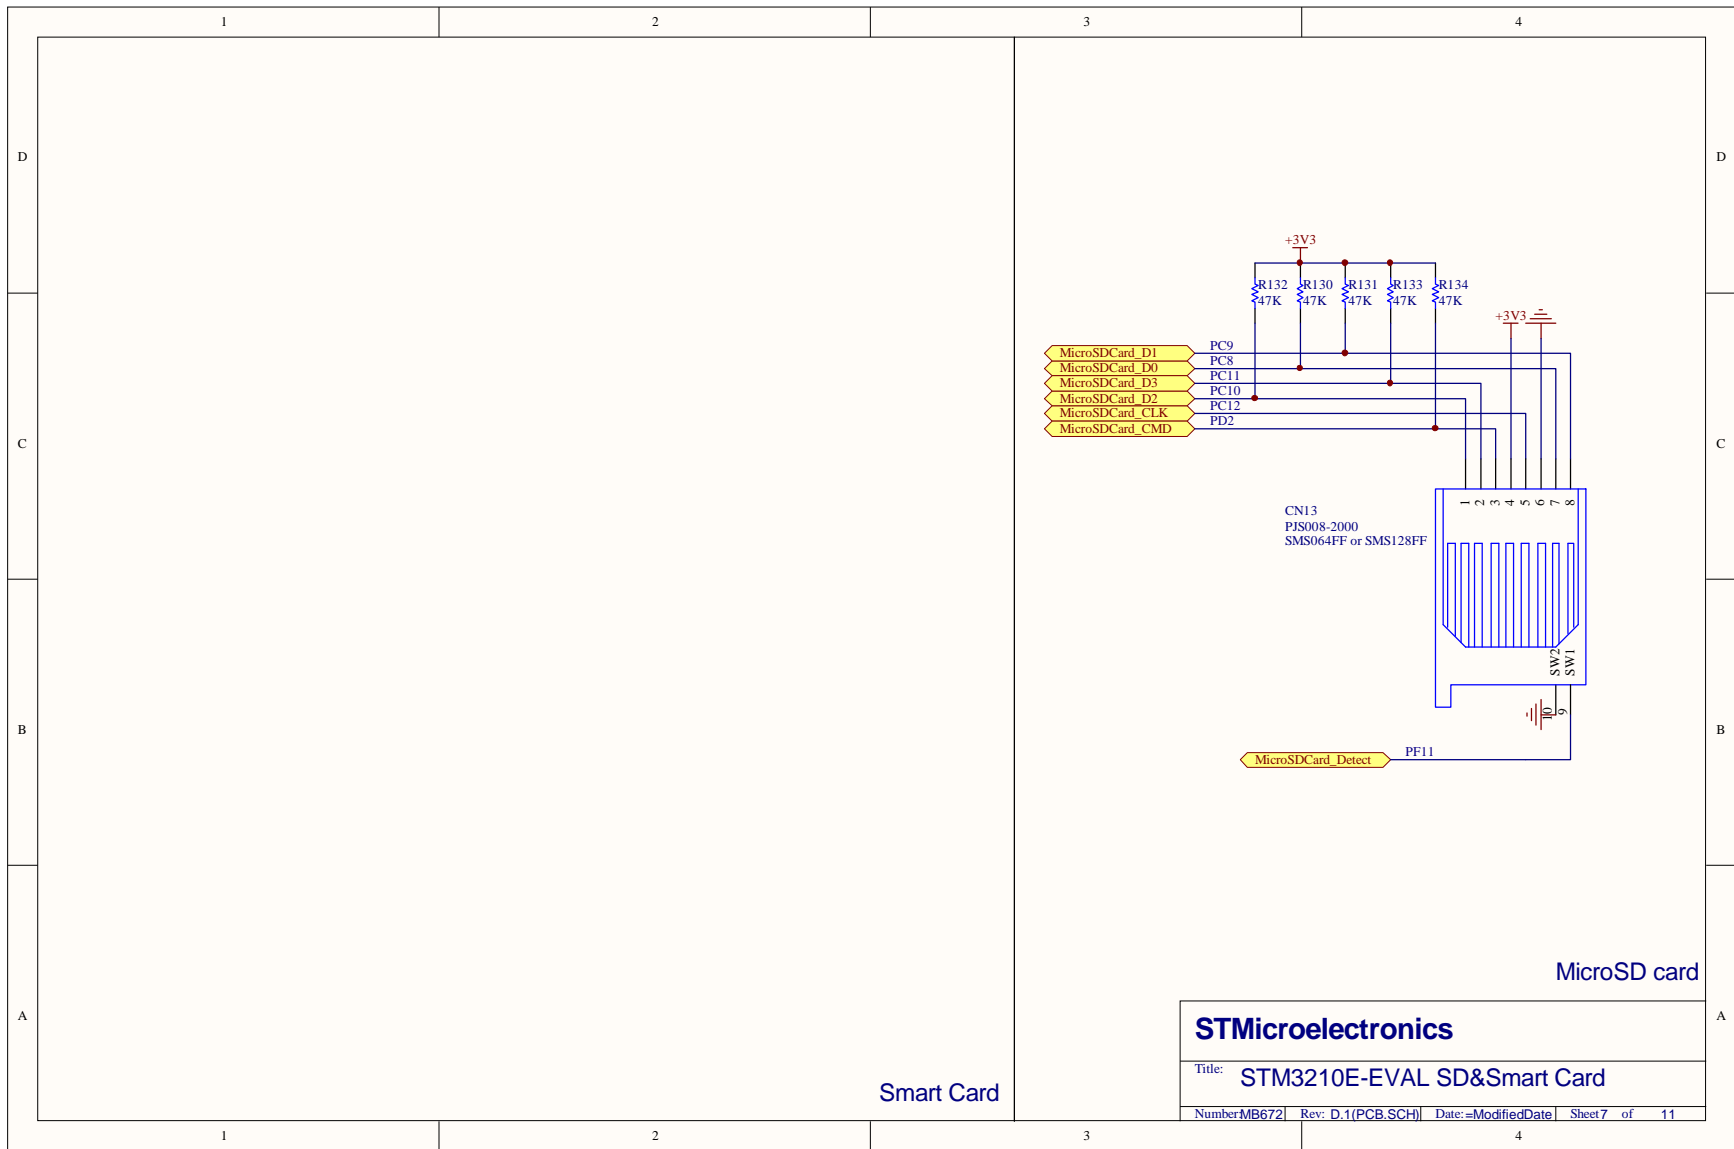 1 2 3 4
D D
+3V3
R132 R130 R131 R133 R134
47K 47K 47K 47K 47K
+3V3
MicroSDCard_D1 PC9
MicroSDCard_D0 PC8
MicroSDCard_D3 PC11
MicroSDCard_D2 PC10
MicroSDCard_CLK PC12
MicroSDCard_CMD PD2
C C
1 2 3 4 5 6 7 8
CN13
PJS008-2000
SMS064FF or SMS128FF
SW2
SW1
10
9
B B
MicroSDCard_Detect PF11
MicroSD card
A A
STMicroelectronics
Title: STM3210E-EVAL SD&Smart Card
Smart Card
Number:MB672 Rev: D.1(PCB.SCH) Date:=ModifiedDate Sheet7 of 11
1 2 3 4